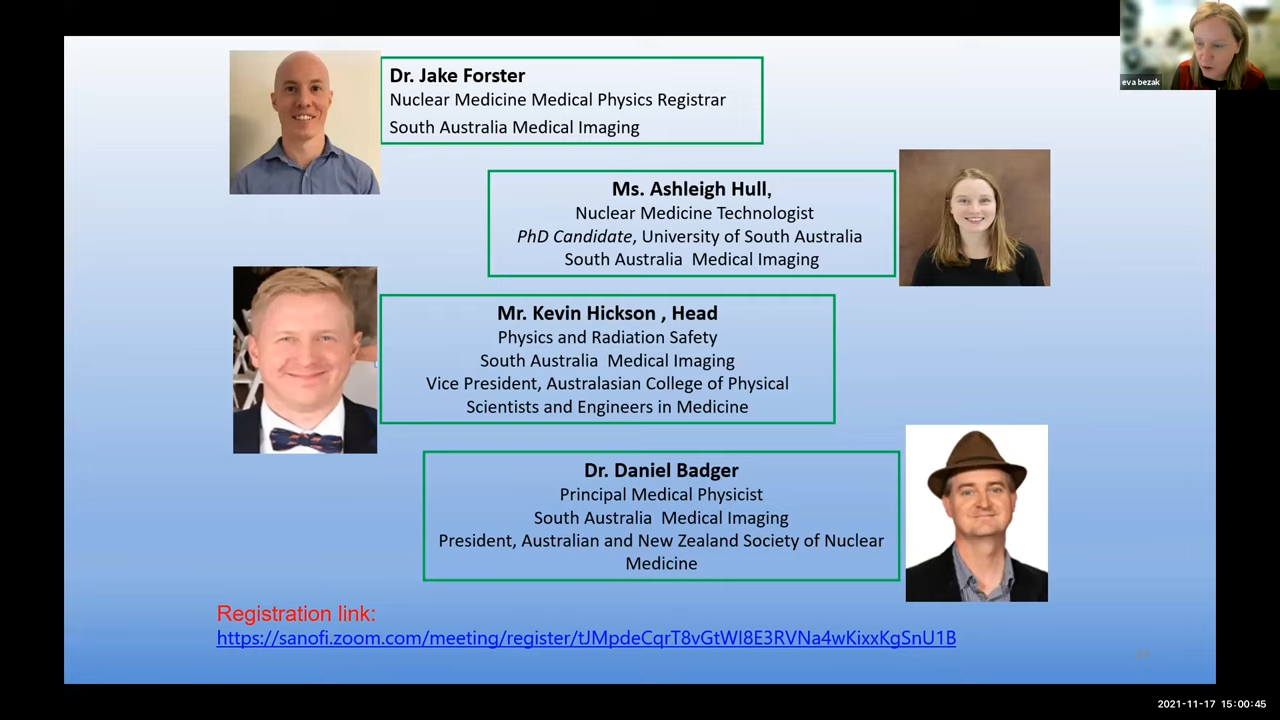 eva bezak
Dr. Jake Forster
Nuclear Medicine Medical Physics Registrar
South Australia Medical Imaging
Ms. Ashleigh Hull,
Nuclear Medicine Technologist
PhD Candidate, University of South Australia
South Australia Medical Imaging
Mr. Kevin Hickson , Head
Physics and Radiation Safety
South Australia Medical Imaging
Vice President, Australasian College of Physical
Scientists and Engineers in Medicine
Dr. Daniel Badger
Principal Medical Physicist
South Australia Medical Imaging
President, Australian and New Zealand Society of Nuclear
Medicine
Registration link:
https://sanofi.zoom.com/meeting/register/tJMpdeCqrT8vGtWI8E3RVNa4wKixxKgSnU1B
2021-11-17 15:00:45